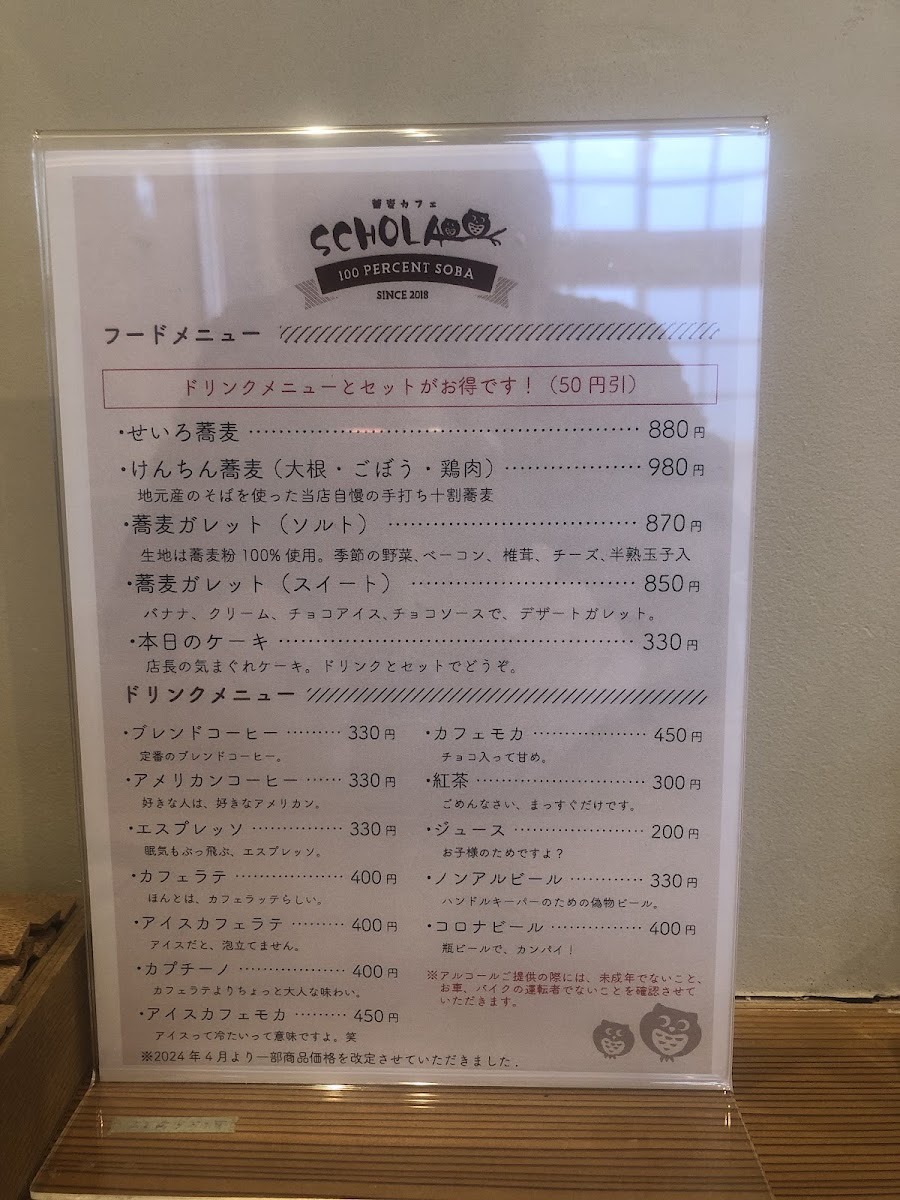 蕎麦カフェ
SCHOLA
100 PERCENT SOBA
SINCE 2018
フードメニュー
ドリンクメニューとセットがお得です！（50円引）
・せいろ蕎麦 ……………………………………… 880円
・けんちん蕎麦（大根・ごぼう・鶏肉） ……………… 980円
地元産のそばを使った当店自慢の手打ち十割蕎麦
・蕎麦ガレット（ソルト） ……………………………… 870円
生地は蕎麦粉100%使用。季節の野菜、ベーコン、椎茸、チーズ、半熟玉子入
・蕎麦ガレット（スイート） …………………………… 850円
バナナ、クリーム、チョコアイス、チョコソースで、デザートガレット。
・本日のケーキ ……………………………………… 330円
店長の気まぐれケーキ。ドリンクとセットでどうぞ。
ドリンクメニュー
・ブレンドコーヒー ……… 330円
定番のブレンドコーヒー。
・アメリカンコーヒー …… 330円
好きな人は、好きなアメリカン。
・エスプレッソ …………… 330円
眠気もぶっ飛ぶ、エスプレッソ。
・カフェラテ ……………… 400円
ほんとは、カフェラッテらしい。
・アイスカフェラテ ……… 400円
アイスだと、泡立てません。
・カプチーノ ……………… 400円
カフェラテよりちょっと大人な味わい。
・アイスカフェモカ ……… 450円
アイスって冷たいって意味ですよ。笑
・カフェモカ ……………… 450円
チョコ入って甘め。
・紅茶 ……………………… 300円
ごめんなさい、まっすぐだけです。
・ジュース ………………… 200円
お子様のためですよ？
・ノンアルビール ………… 330円
ハンドルキーパーのための偽物ビール。
・コロナビール …………… 400円
瓶ビールで、カンパイ！
※アルコールご提供の際には、未成年でないこと、
お車、バイクの運転者でないことを確認させて
いただきます。
※2024年4月より一部商品価格を改定させていただきました.